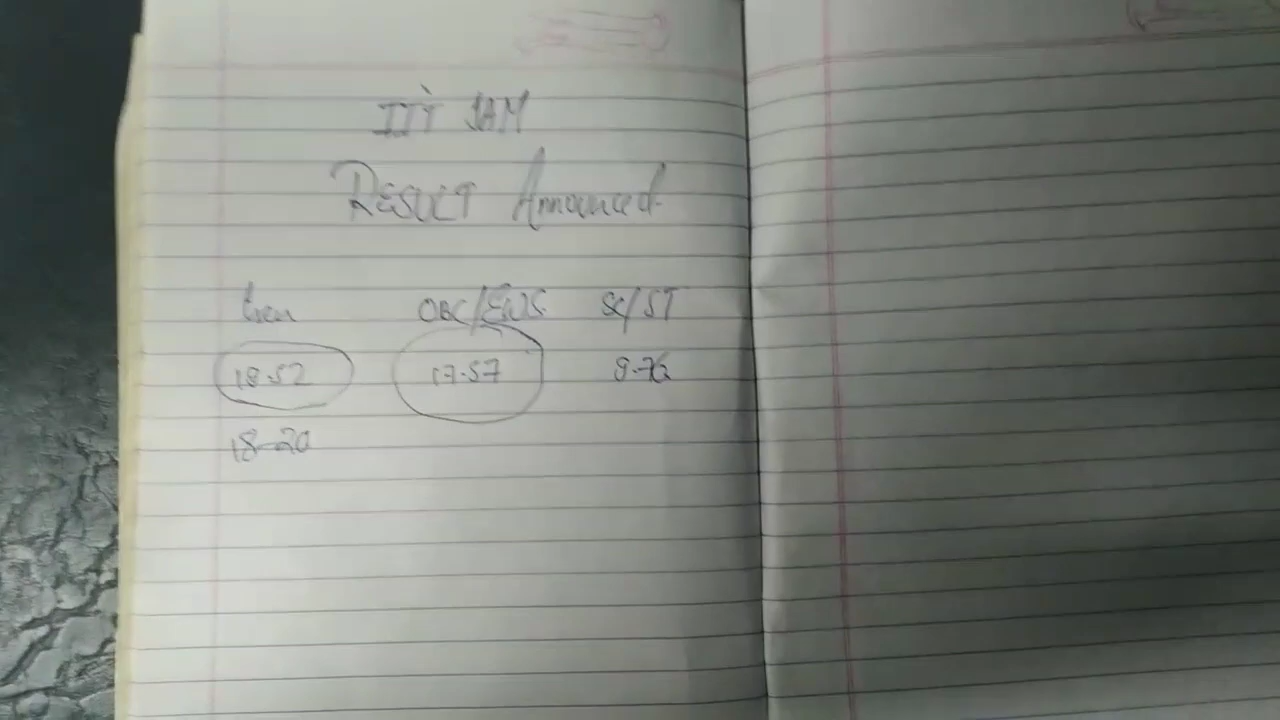 IIT JAM
RESULT Announced.
Gen OBC/EWS SC/ST
18.52 17.57 9.76
18-20